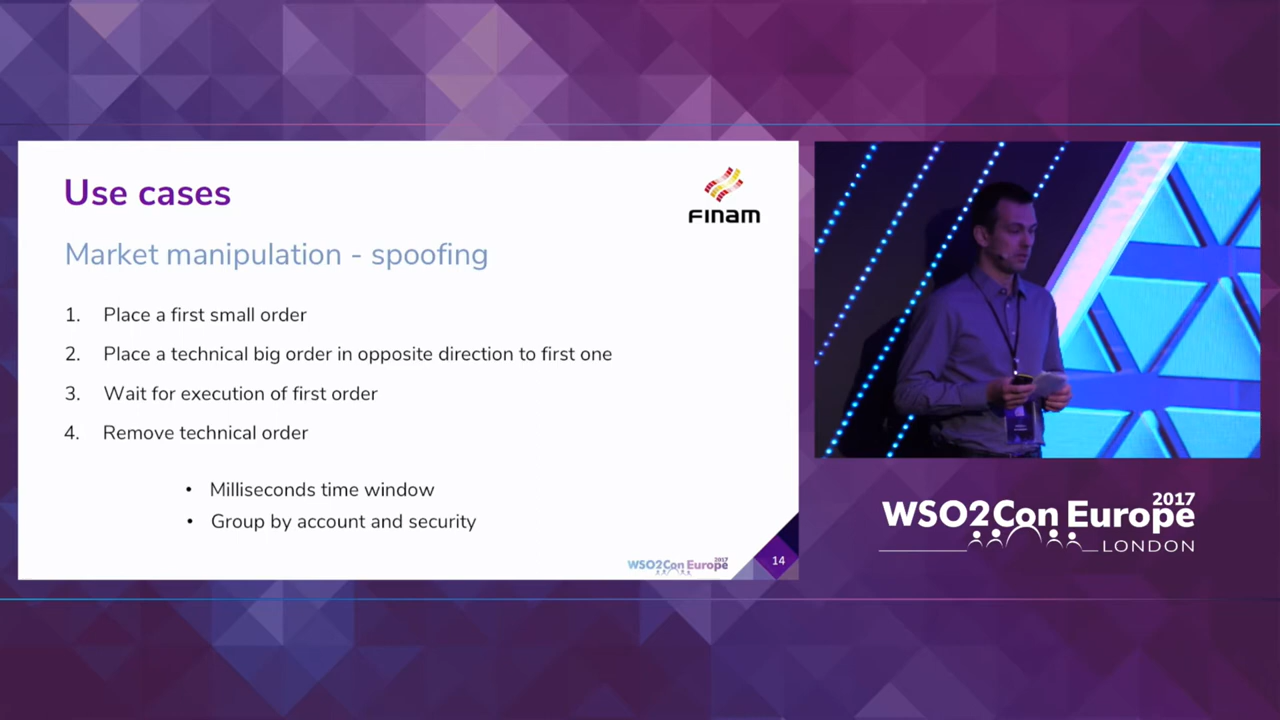 Use cases
FINAM
Market manipulation - spoofing
1. Place a first small order
2. Place a technical big order in opposite direction to first one
3. Wait for execution of first order
4. Remove technical order
• Milliseconds time window
• Group by account and security
WSO2Con Europe 2017
14
WSO2Con Europe 2017
LONDON